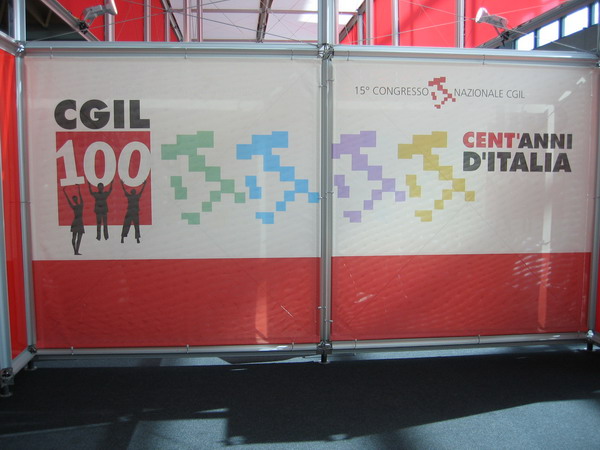 CGIL
100
15° CONGRESSO NAZIONALE CGIL
CENT'ANNI
D'ITALIA